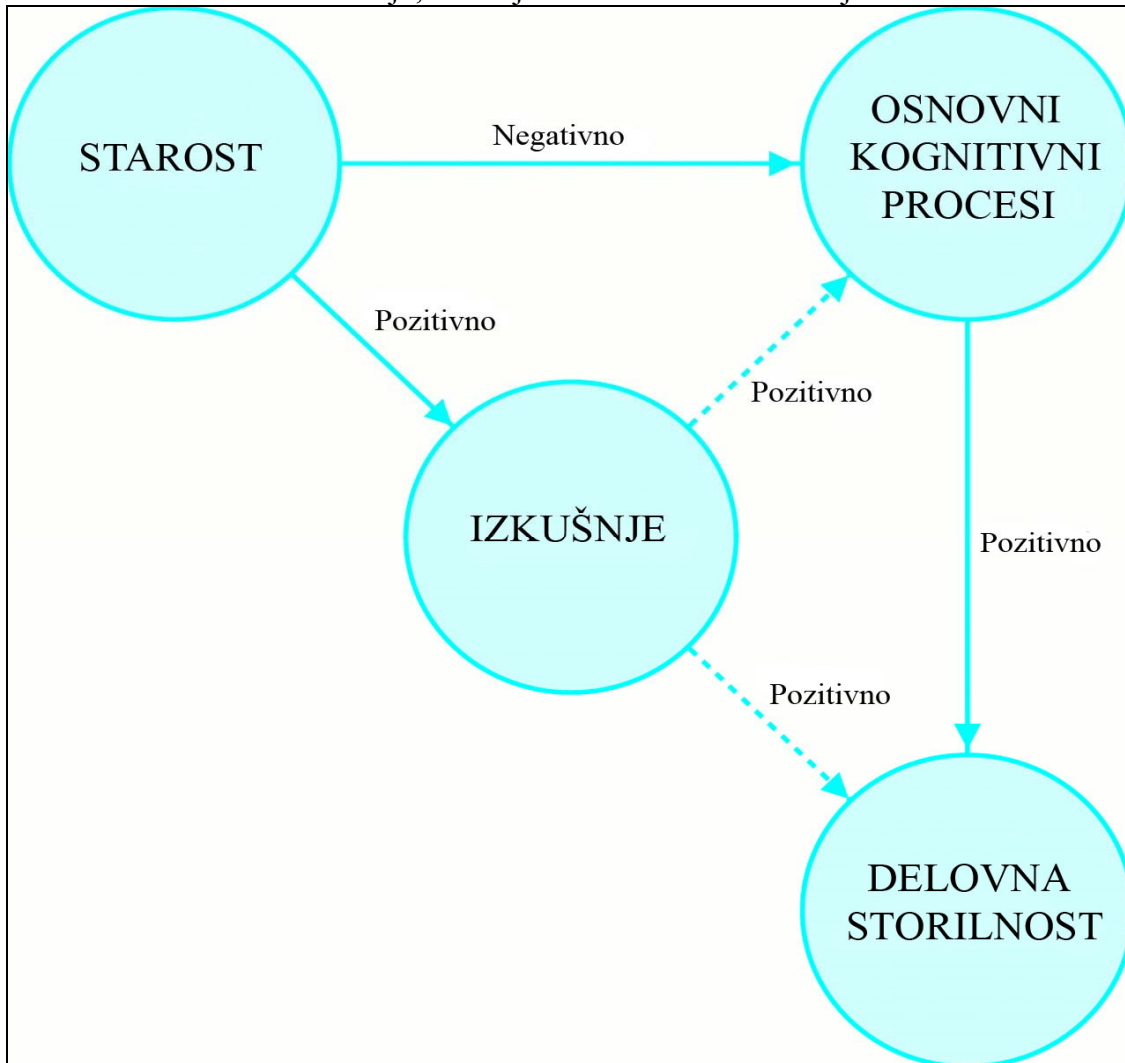 STAROST
Negativno
OSNOVNI
KOGNITIVNI
PROCESI
Pozitivno
Pozitivno
IZKUŠNJE
Pozitivno
Pozitivno
DELOVNA
STORILNOST